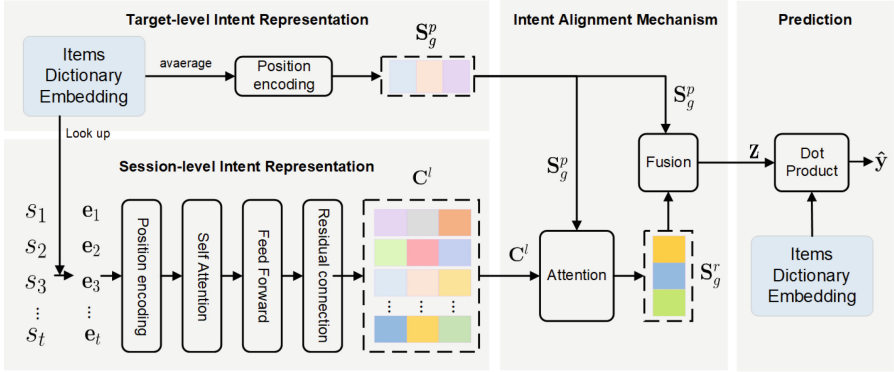 Target-level Intent Representation
Items
Dictionary
Embedding
avaerage
Position
encoding
S_g^p
Look up
Session-level Intent Representation
s_1 e_1
s_2 e_2
s_3 e_3
... ...
s_t e_t
Position encoding
Self Attention
Feed Forward
Residual connection
C^l
... ... ...
Intent Alignment Mechanism
S_g^p
S_g^p
C^l
Attention
Fusion
S_g^r
Prediction
Z
Dot
Product
ŷ
Items
Dictionary
Embedding